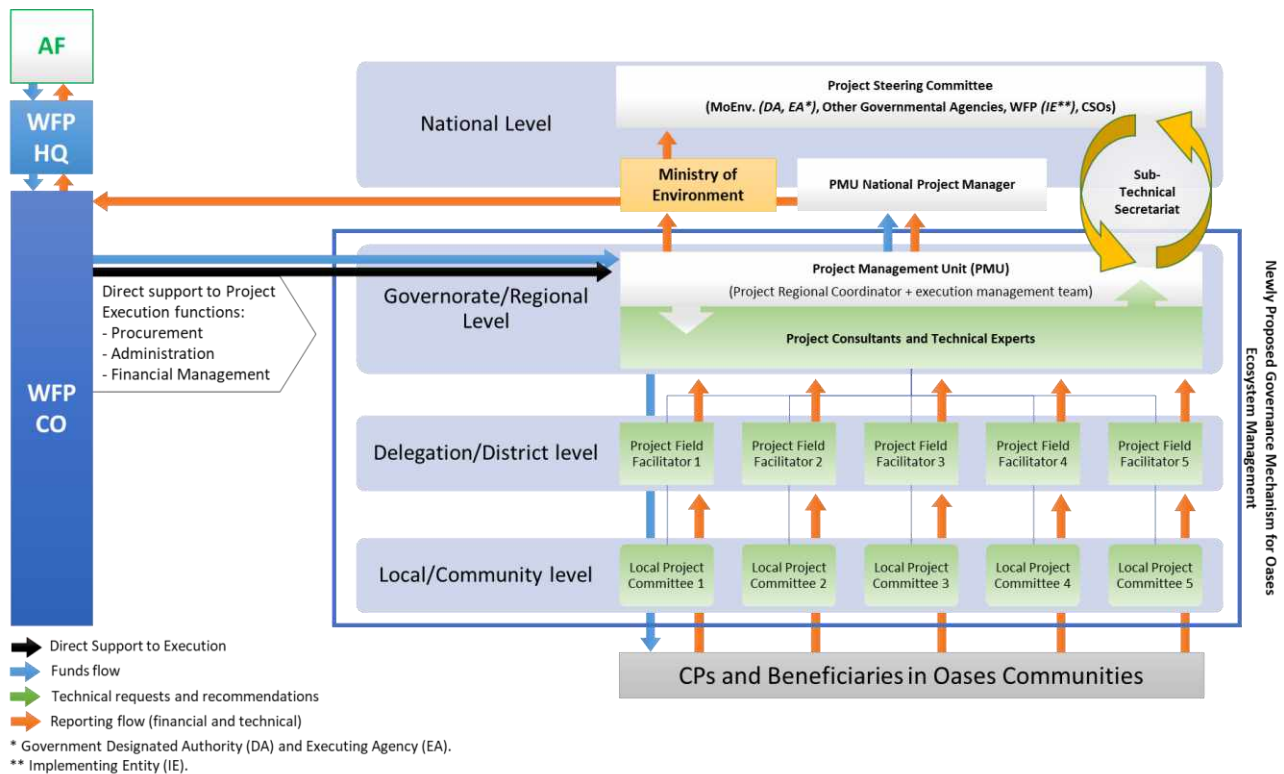 AF
WFP
HQ
WFP
CO
National Level
Project Steering Committee
(MoEnv. (DA, EA*), Other Governmental Agencies, WFP (IE**), CSOs)
Ministry of
Environment
PMU National Project Manager
Sub-
Technical
Secretariat
Governorate/Regional
Level
Project Management Unit (PMU)
(Project Regional Coordinator + execution management team)
Project Consultants and Technical Experts
Direct support to Project
Execution functions:
- Procurement
- Administration
- Financial Management
Delegation/District level
Project Field
Facilitator 1
Project Field
Facilitator 2
Project Field
Facilitator 3
Project Field
Facilitator 4
Project Field
Facilitator 5
Local/Community level
Local Project
Committee 1
Local Project
Committee 2
Local Project
Committee 3
Local Project
Committee 4
Local Project
Committee 5
CPs and Beneficiaries in Oases Communities
Newly Proposed Governance Mechanism for Oases
Ecosystem Management
Direct Support to Execution
Funds flow
Technical requests and recommendations
Reporting flow (financial and technical)
* Government Designated Authority (DA) and Executing Agency (EA).
** Implementing Entity (IE).